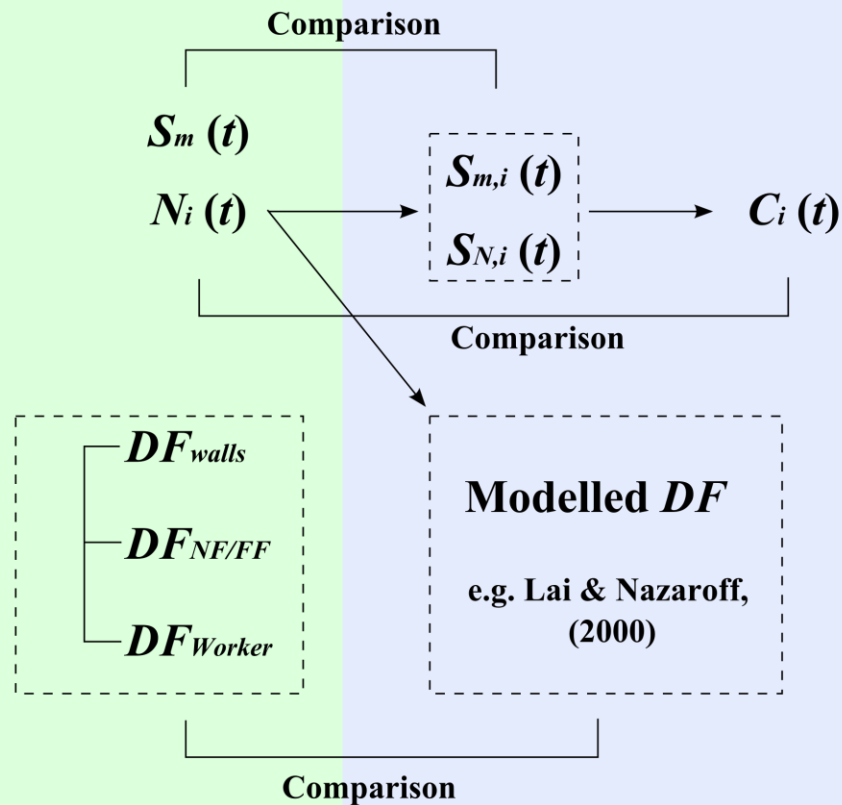 Comparison
Sm (t)
Ni (t)
Sm,i (t)
SN,i (t)
Ci (t)
Comparison
DFwalls
DFNF/FF
DFWorker
Modelled DF
e.g. Lai & Nazaroff,
(2000)
Comparison